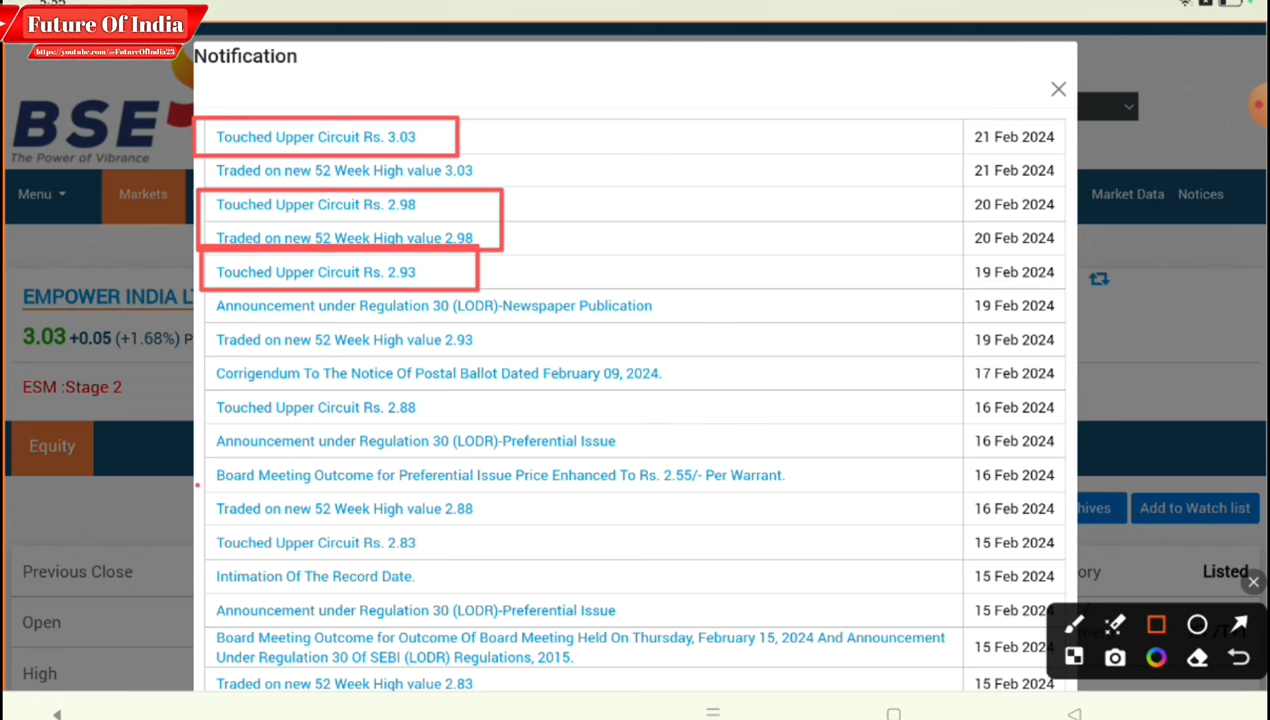 Future Of India
https://youtube.com/@FutureOfIndia23
Notification
BSE
The Power of Vibrance
Touched Upper Circuit Rs. 3.03 21 Feb 2024
Traded on new 52 Week High value 3.03 21 Feb 2024
Menu Markets Market Data Notices
Touched Upper Circuit Rs. 2.98 20 Feb 2024
Traded on new 52 Week High value 2.98 20 Feb 2024
Touched Upper Circuit Rs. 2.93 19 Feb 2024
EMPOWER INDIA
Announcement under Regulation 30 (LODR)-Newspaper Publication 19 Feb 2024
3.03 +0.05 (+1.68%)
Traded on new 52 Week High value 2.93 19 Feb 2024
Corrigendum To The Notice Of Postal Ballot Dated February 09, 2024. 17 Feb 2024
ESM :Stage 2
Touched Upper Circuit Rs. 2.88 16 Feb 2024
Announcement under Regulation 30 (LODR)-Preferential Issue 16 Feb 2024
Equity
Board Meeting Outcome for Preferential Issue Price Enhanced To Rs. 2.55/- Per Warrant. 16 Feb 2024
Traded on new 52 Week High value 2.88 16 Feb 2024
hives Add to Watch list
Touched Upper Circuit Rs. 2.83 15 Feb 2024
Previous Close
ory Listed
Intimation Of The Record Date. 15 Feb 2024
Announcement under Regulation 30 (LODR)-Preferential Issue 15 Feb 2024
Open
Board Meeting Outcome for Outcome Of Board Meeting Held On Thursday, February 15, 2024 And Announcement
Under Regulation 30 Of SEBI (LODR) Regulations, 2015. 15 Feb 2024
High
Traded on new 52 Week High value 2.83 15 Feb 2024